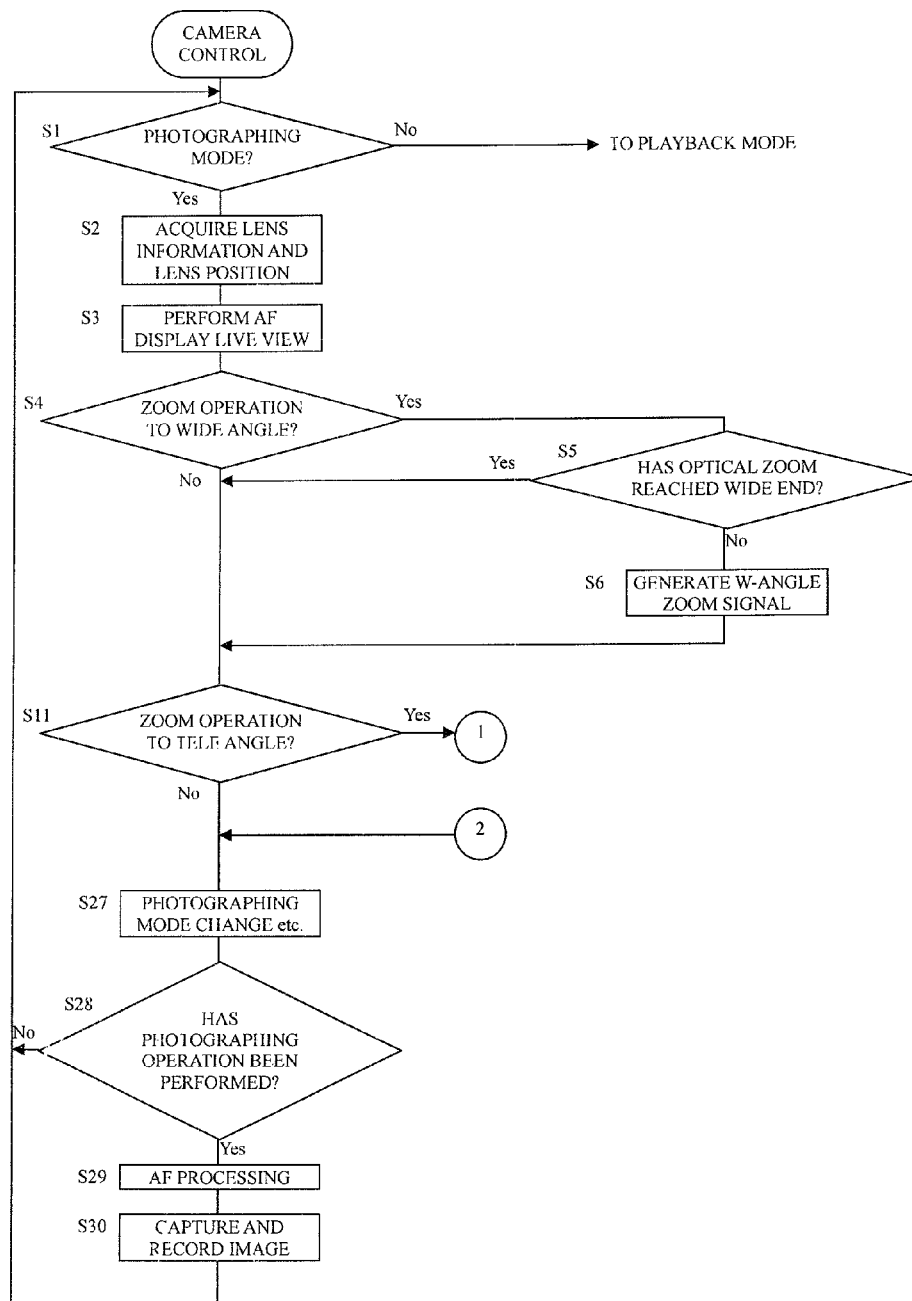 CAMERA
CONTROL
S1
PHOTOGRAPHING
MODE?
No
TO PLAYBACK MODE
Yes
S2
ACQUIRE LENS
INFORMATION AND
LENS POSITION
S3
PERFORM AF
DISPLAY LIVE VIEW
S4
ZOOM OPERATION
TO WIDE ANGLE?
Yes
No
S5
Yes
HAS OPTICAL ZOOM
REACHED WIDE END?
No
S6
GENERATE W-ANGLE
ZOOM SIGNAL
S11
ZOOM OPERATION
TO TELE ANGLE?
Yes
1
No
2
S27
PHOTOGRAPHING
MODE CHANGE etc.
S28
No
HAS
PHOTOGRAPHING
OPERATION BEEN
PERFORMED?
Yes
S29
AF PROCESSING
S30
CAPTURE AND
RECORD IMAGE